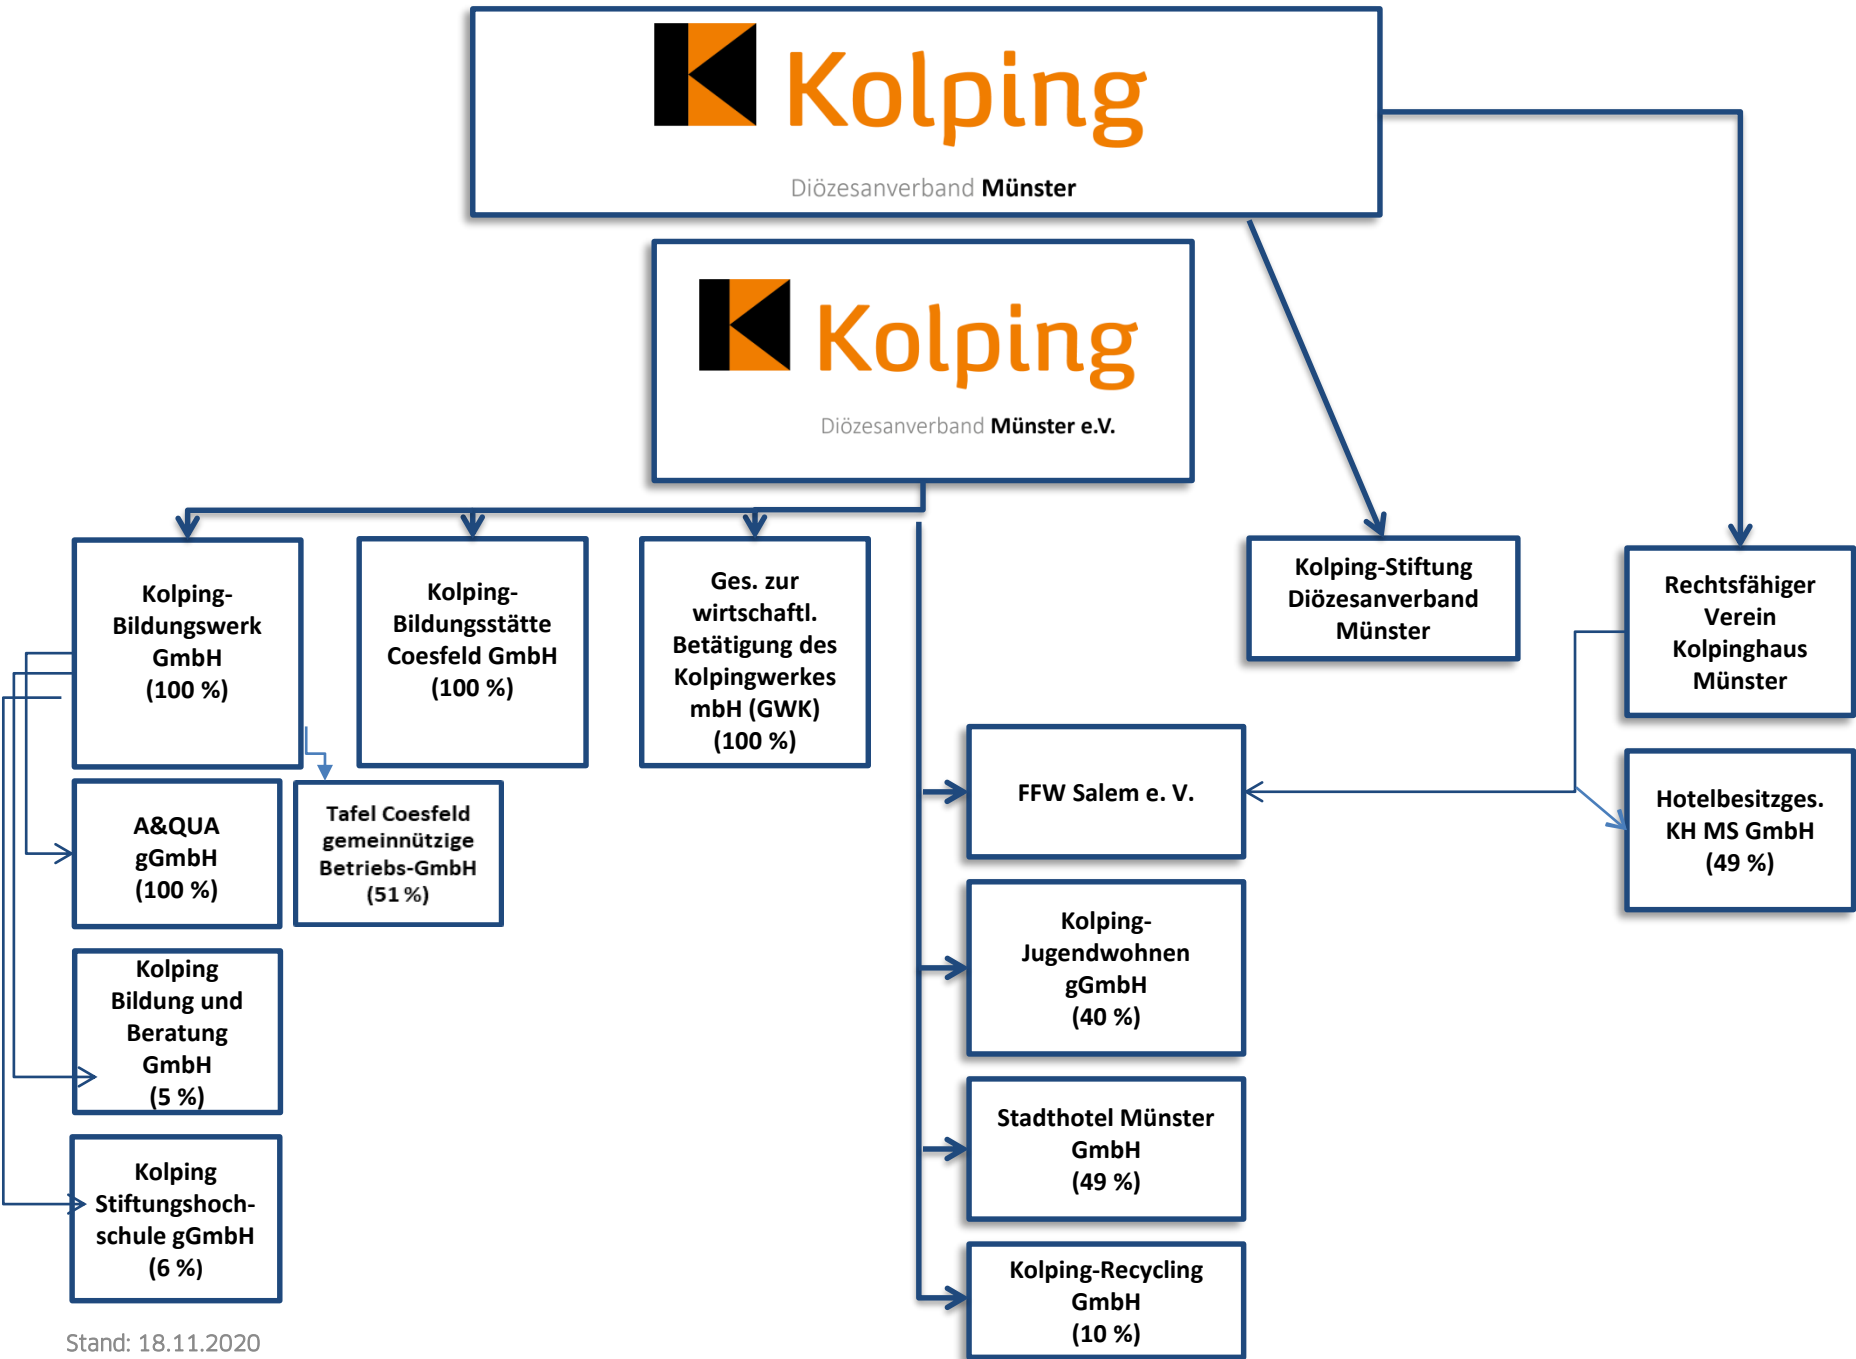 Kolping
Diözesanverband Münster
Kolping
Diözesanverband Münster e.V.
Kolping-
Bildungswerk
GmbH
(100 %)
Kolping-
Bildungsstätte
Coesfeld GmbH
(100 %)
Ges. zur
wirtschaftl.
Betätigung des
Kolpingwerkes
mbH (GWK)
(100 %)
Kolping-Stiftung
Diözesanverband
Münster
Rechtsfähiger
Verein
Kolpinghaus
Münster
A&QUA
gGmbH
(100 %)
Tafel Coesfeld
gemeinnützige
Betriebs-GmbH
(51 %)
FFW Salem e. V.
Hotelbesitzges.
KH MS GmbH
(49 %)
Kolping
Bildung und
Beratung
GmbH
(5 %)
Kolping-
Jugendwohnen
gGmbH
(40 %)
Kolping
Stiftungshoch-
schule gGmbH
(6 %)
Stadthotel Münster
GmbH
(49 %)
Kolping-Recycling
GmbH
(10 %)
Stand: 18.11.2020